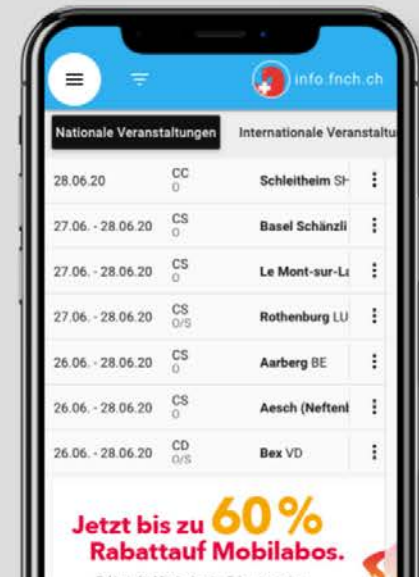 info.fnch.ch
Nationale Veranstaltungen Internationale Veranstaltu
28.06.20 CC Schleitheim SH
O
27.06. - 28.06.20 CS Basel Schänzli
O
27.06. - 28.06.20 CS Le Mont-sur-La
O
27.06. - 28.06.20 CS Rothenburg LU
O/S
26.06. - 28.06.20 CS Aarberg BE
O
26.06. - 28.06.20 CS Aesch (Neftenb
O
26.06. - 28.06.20 CD Bex VD
O/S
Jetzt bis zu 60%
Rabattauf Mobilabos.